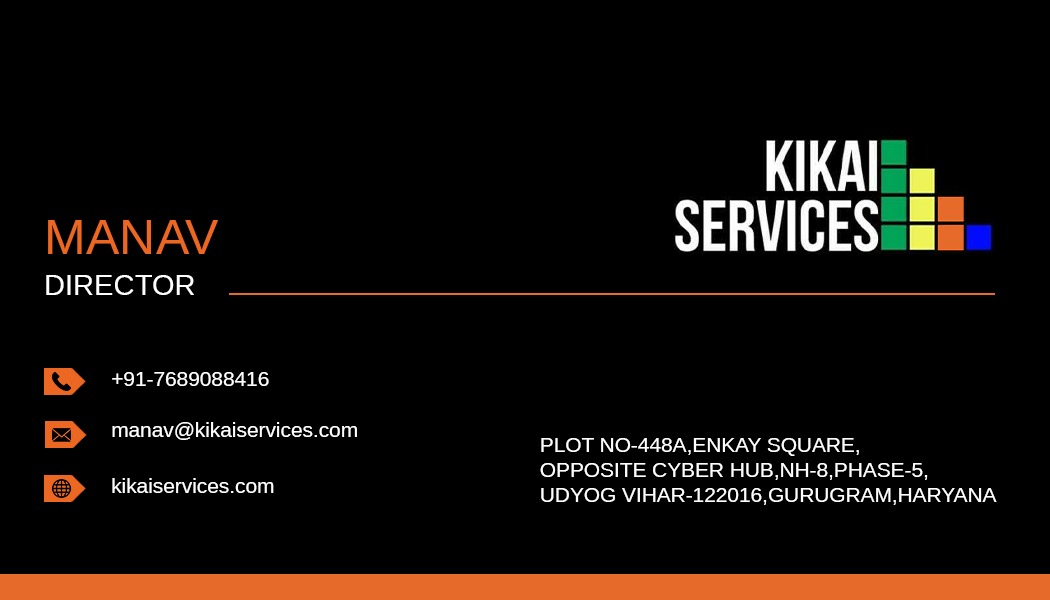 KIKAI
SERVICES
MANAV
DIRECTOR
+91-7689088416
manav@kikaiservices.com
kikaiservices.com
PLOT NO-448A,ENKAY SQUARE,
OPPOSITE CYBER HUB,NH-8,PHASE-5,
UDYOG VIHAR-122016,GURUGRAM,HARYANA